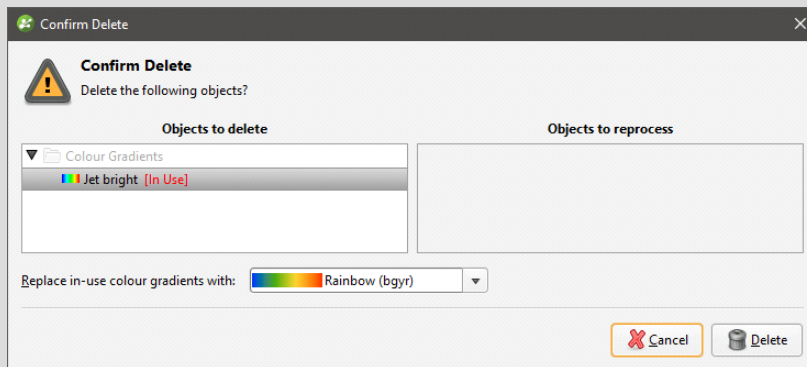 Confirm Delete
Confirm Delete
Delete the following objects?
Objects to delete
Objects to reprocess
Colour Gradients
Jet bright [In Use]
Replace in-use colour gradients with: Rainbow (bgyr)
Cancel Delete